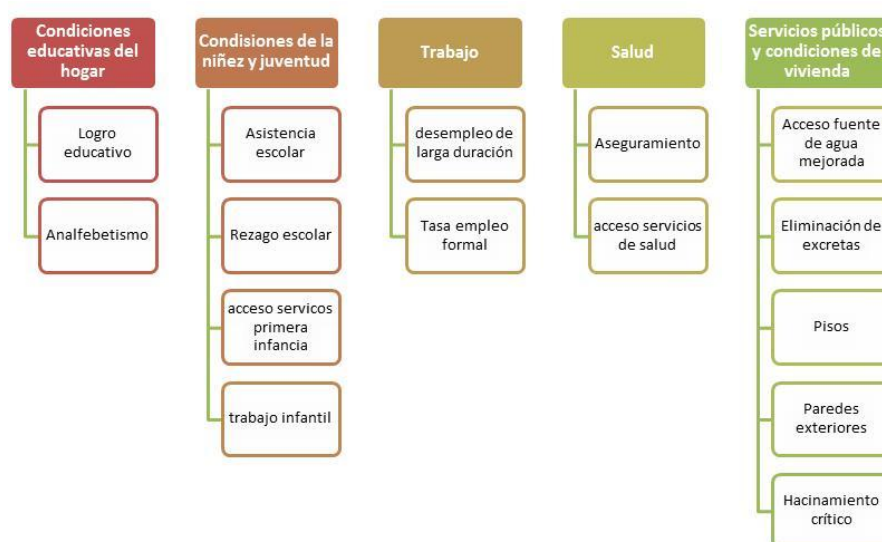 Condiciones
educativas del
hogar
Logro
educativo
Analfebetismo
Condisiones de la
niñez y juventud
Asistencia
escolar
Rezago escolar
acceso servicos
primera
infancia
trabajo infantil
Trabajo
desempleo de
larga duración
Tasa empleo
formal
Salud
Aseguramiento
acceso servicios
de salud
Servicios públicos
y condiciones de
vivienda
Acceso fuente
de agua
mejorada
Eliminación de
excretas
Pisos
Paredes
exteriores
Hacinamiento
crítico